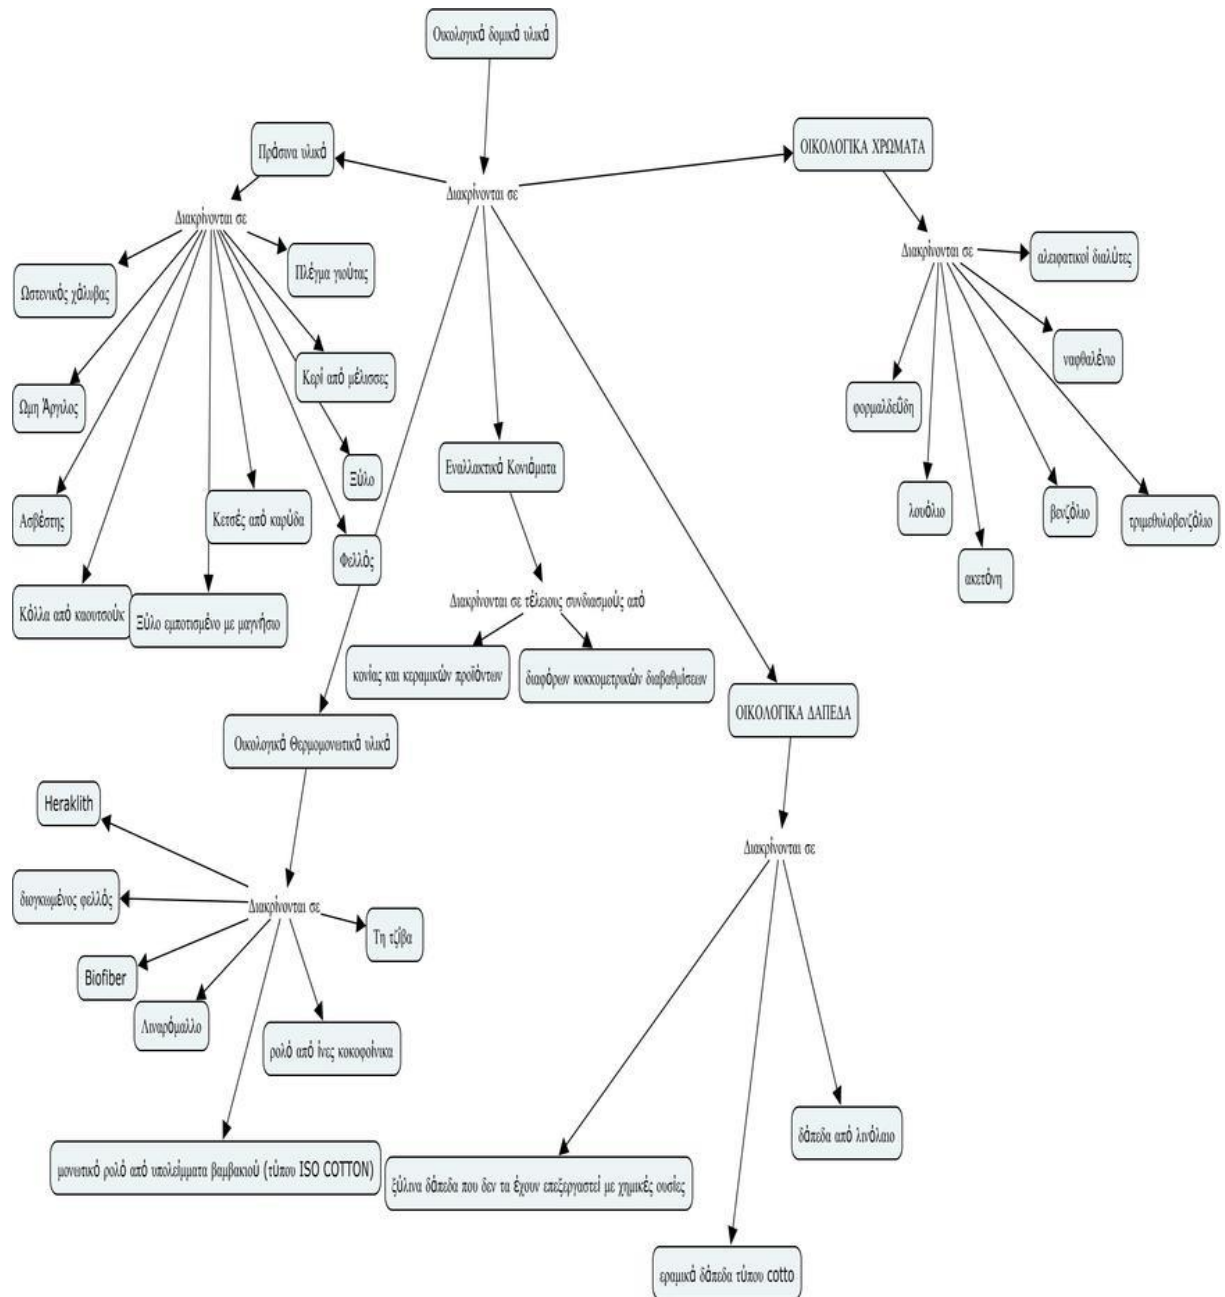 Οικολογικά δομικά υλικά
Πράσινα υλικά
ΟΙΚΟΛΟΓΙΚΑ ΧΡΩΜΑΤΑ
Διακρίνονται σε
Διακρίνονται σε
Διακρίνονται σε
Πλέγμα γιούτας
αλειφατικοί διαλύτες
Ωστενικός χάλυβας
Κερί από μέλισσες
ναφθαλένιο
Ωμη Άργιλος
φορμαλδεΰδη
Εναλλακτικά Κονιάματα
Ξύλο
Ασβέστης
Κετσές από καρύδα
λουόλιο
βενζόλιο
τριμεθυλοβενζόλιο
Φελλός
ακετόνη
Κόλλα από καουτσούκ
Ξύλο εμποτισμένο με μαγνήσιο
Διακρίνονται σε τέλειους συνδιασμούς από
κονίας και κεραμικών προϊόντων
διαφόρων κοκκομετρικών διαβαθμίσεων
ΟΙΚΟΛΟΓΙΚΑ ΔΑΠΕΔΑ
Οικολογικά Θερμομονωτικά υλικά
Heraklith
Διακρίνονται σε
διογκωμένος φελλός
Διακρίνονται σε
Τη τζίβα
Biofiber
Λιναρόμαλλο
ρολό από ίνες κοκοφοίνικα
δάπεδα από λινόλαιο
μονωτικό ρολό από υπολείμματα βαμβακιού (τύπου ISO COTTON)
ξύλινα δάπεδα που δεν τα έχουν επεξεργαστεί με χημικές ουσίες
εραμικά δάπεδα τύπου cotto